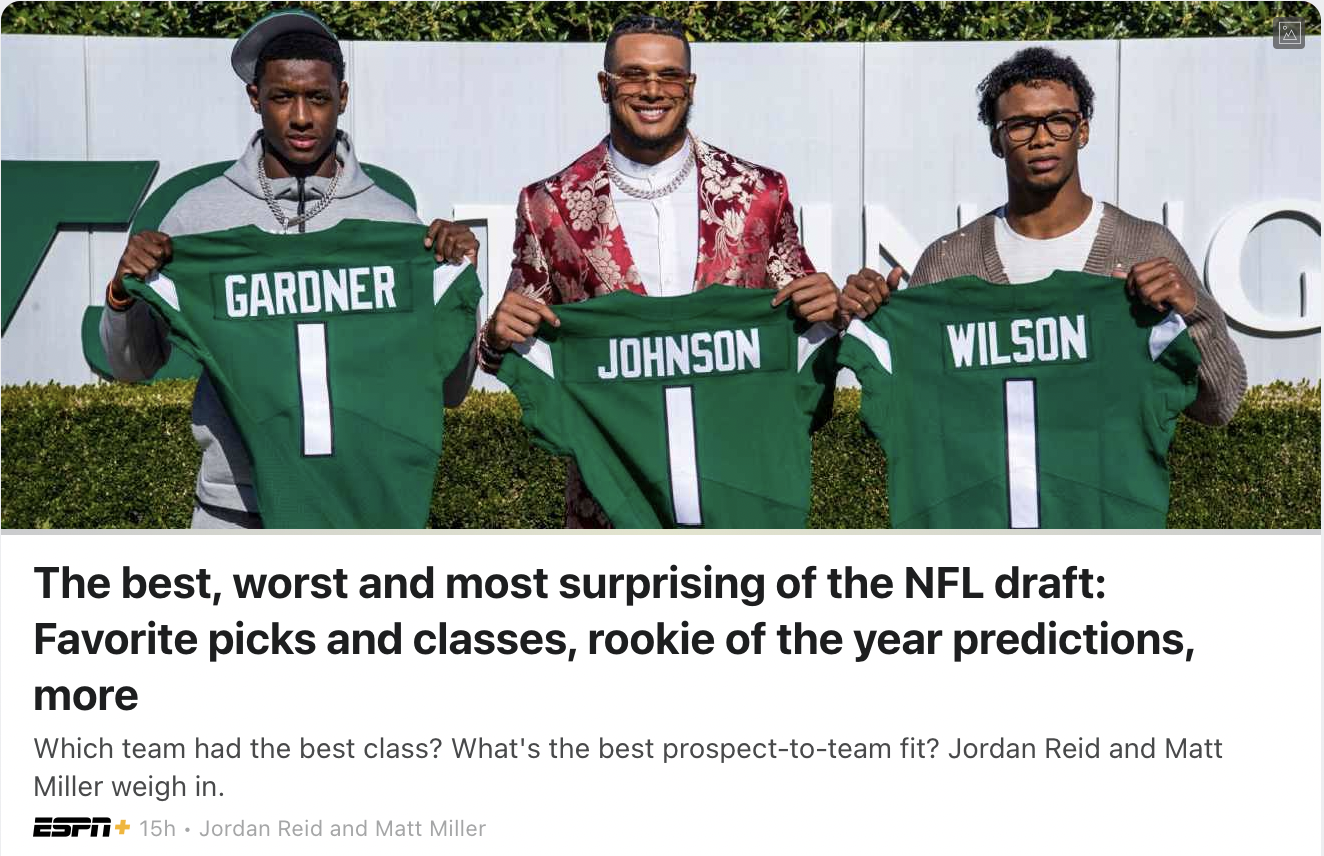 GARDNER
1
JOHNSON
1
WILSON
1
The best, worst and most surprising of the NFL draft:
Favorite picks and classes, rookie of the year predictions,
more
Which team had the best class? What's the best prospect-to-team fit? Jordan Reid and Matt
Miller weigh in.
ESPN+ 15h • Jordan Reid and Matt Miller